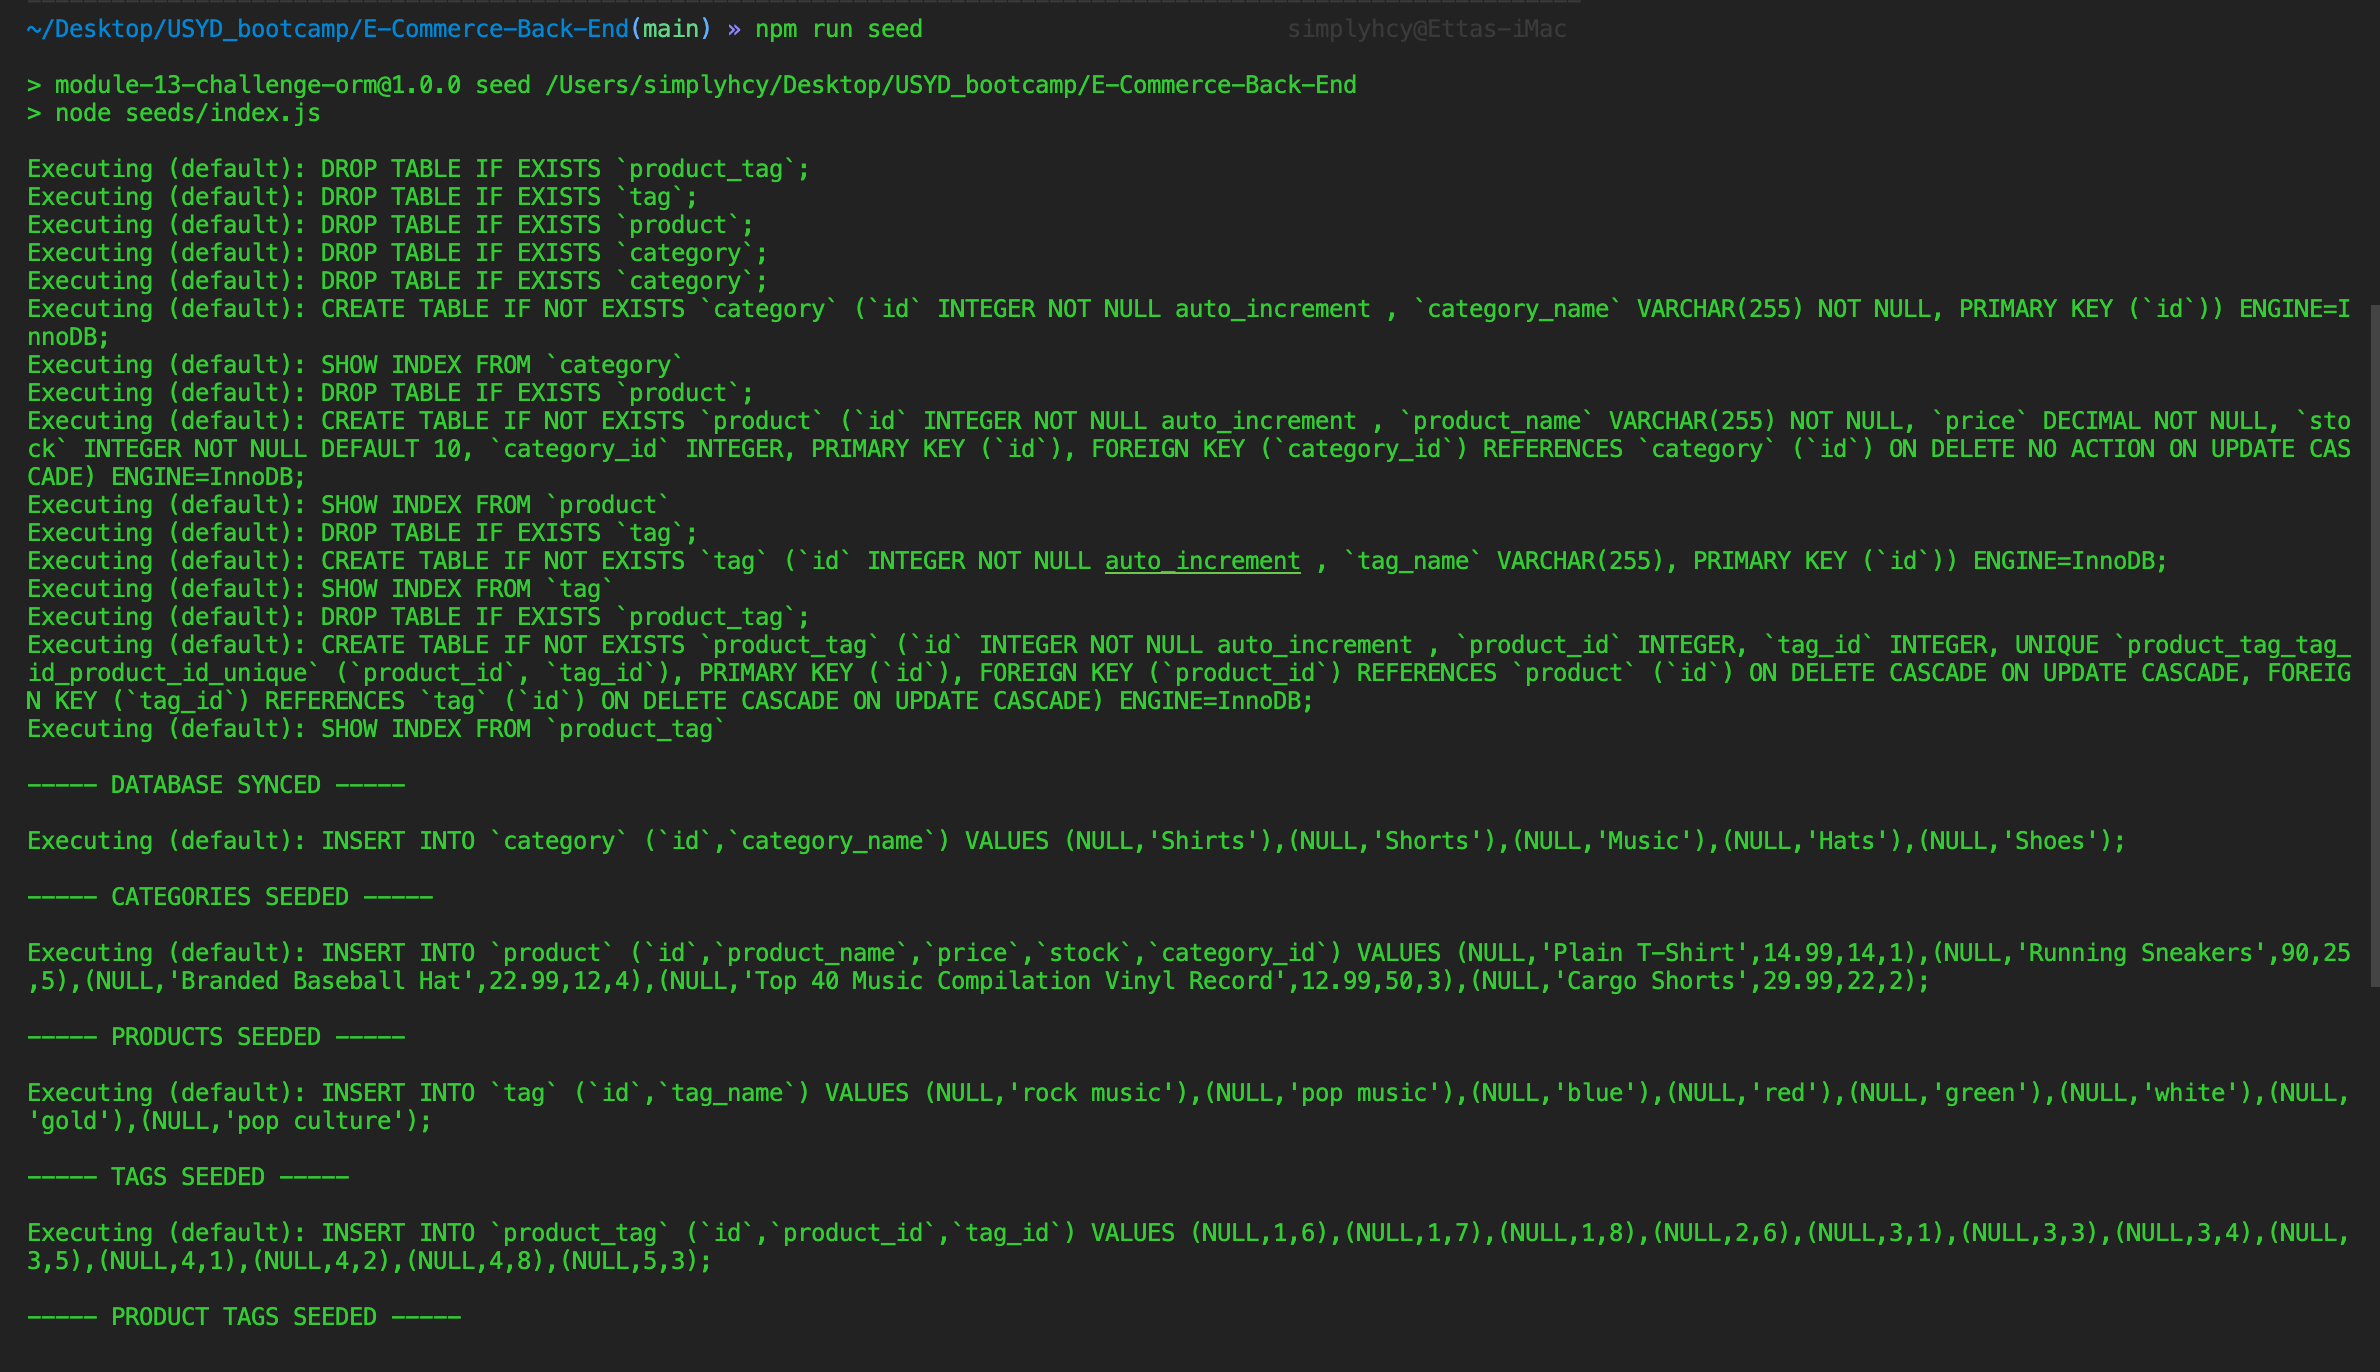 ~/Desktop/USYD_bootcamp/E-Commerce-Back-End(main) » npm run seed simplyhcy@Ettas-iMac
> module-13-challenge-orm@1.0.0 seed /Users/simplyhcy/Desktop/USYD_bootcamp/E-Commerce-Back-End
> node seeds/index.js
Executing (default): DROP TABLE IF EXISTS `product_tag`;
Executing (default): DROP TABLE IF EXISTS `tag`;
Executing (default): DROP TABLE IF EXISTS `product`;
Executing (default): DROP TABLE IF EXISTS `category`;
Executing (default): DROP TABLE IF EXISTS `category`;
Executing (default): CREATE TABLE IF NOT EXISTS `category` (`id` INTEGER NOT NULL auto_increment , `category_name` VARCHAR(255) NOT NULL, PRIMARY KEY (`id`)) ENGINE=I
nnoDB;
Executing (default): SHOW INDEX FROM `category`
Executing (default): DROP TABLE IF EXISTS `product`;
Executing (default): CREATE TABLE IF NOT EXISTS `product` (`id` INTEGER NOT NULL auto_increment , `product_name` VARCHAR(255) NOT NULL, `price` DECIMAL NOT NULL, `sto
ck` INTEGER NOT NULL DEFAULT 10, `category_id` INTEGER, PRIMARY KEY (`id`), FOREIGN KEY (`category_id`) REFERENCES `category` (`id`) ON DELETE NO ACTION ON UPDATE CAS
CADE) ENGINE=InnoDB;
Executing (default): SHOW INDEX FROM `product`
Executing (default): DROP TABLE IF EXISTS `tag`;
Executing (default): CREATE TABLE IF NOT EXISTS `tag` (`id` INTEGER NOT NULL auto_increment , `tag_name` VARCHAR(255), PRIMARY KEY (`id`)) ENGINE=InnoDB;
Executing (default): SHOW INDEX FROM `tag`
Executing (default): DROP TABLE IF EXISTS `product_tag`;
Executing (default): CREATE TABLE IF NOT EXISTS `product_tag` (`id` INTEGER NOT NULL auto_increment , `product_id` INTEGER, `tag_id` INTEGER, UNIQUE `product_tag_tag_
id_product_id_unique` (`product_id`, `tag_id`), PRIMARY KEY (`id`), FOREIGN KEY (`product_id`) REFERENCES `product` (`id`) ON DELETE CASCADE ON UPDATE CASCADE, FOREIG
N KEY (`tag_id`) REFERENCES `tag` (`id`) ON DELETE CASCADE ON UPDATE CASCADE) ENGINE=InnoDB;
Executing (default): SHOW INDEX FROM `product_tag`
----- DATABASE SYNCED -----
Executing (default): INSERT INTO `category` (`id`,`category_name`) VALUES (NULL,'Shirts'),(NULL,'Shorts'),(NULL,'Music'),(NULL,'Hats'),(NULL,'Shoes');
----- CATEGORIES SEEDED -----
Executing (default): INSERT INTO `product` (`id`,`product_name`,`price`,`stock`,`category_id`) VALUES (NULL,'Plain T-Shirt',14.99,14,1),(NULL,'Running Sneakers',90,25
,5),(NULL,'Branded Baseball Hat',22.99,12,4),(NULL,'Top 40 Music Compilation Vinyl Record',12.99,50,3),(NULL,'Cargo Shorts',29.99,22,2);
----- PRODUCTS SEEDED -----
Executing (default): INSERT INTO `tag` (`id`,`tag_name`) VALUES (NULL,'rock music'),(NULL,'pop music'),(NULL,'blue'),(NULL,'red'),(NULL,'green'),(NULL,'white'),(NULL,
'gold'),(NULL,'pop culture');
----- TAGS SEEDED -----
Executing (default): INSERT INTO `product_tag` (`id`,`product_id`,`tag_id`) VALUES (NULL,1,6),(NULL,1,7),(NULL,1,8),(NULL,2,6),(NULL,3,1),(NULL,3,3),(NULL,3,4),(NULL,
3,5),(NULL,4,1),(NULL,4,2),(NULL,4,8),(NULL,5,3);
----- PRODUCT TAGS SEEDED -----